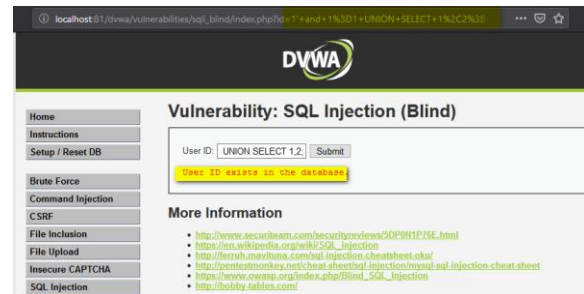 localhost:81/dvwa/vulnerabilities/sqli_blind/index.php?id=1'+and+1%3D1+UNION+SELECT+1%2C2%3B-
DVWA
Home
Instructions
Setup / Reset DB
Brute Force
Command Injection
CSRF
File Inclusion
File Upload
Insecure CAPTCHA
SQL Injection
Vulnerability: SQL Injection (Blind)
User ID: UNION SELECT 1,2; Submit
User ID exists in the database.
More Information
http://www.securiteam.com/securityreviews/5DP0N1P76E.html
https://en.wikipedia.org/wiki/SQL_injection
http://ferruh.mavituna.com/sql-injection-cheatsheet-oku/
http://pentestmonkey.net/cheat-sheet/sql-injection/mysql-sql-injection-cheat-sheet
https://www.owasp.org/index.php/Blind_SQL_Injection
http://bobby-tables.com/